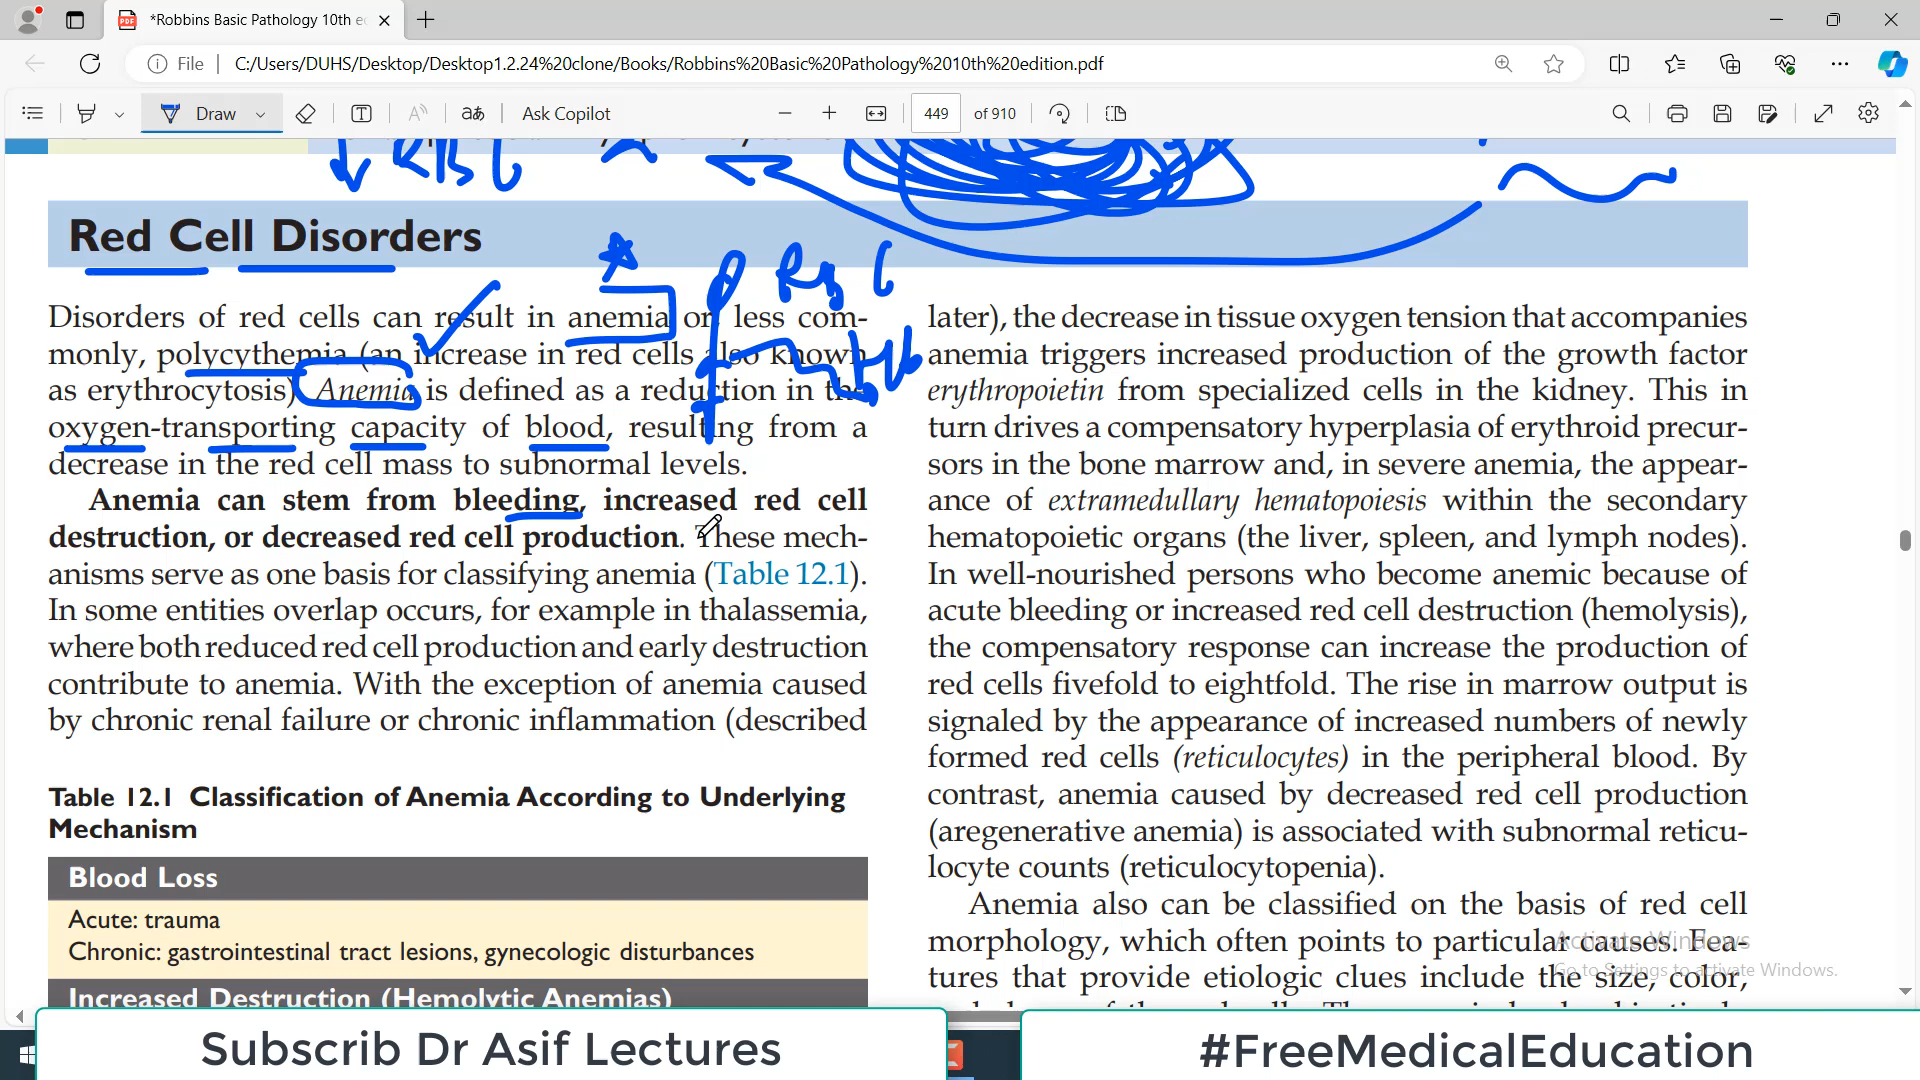 *Robbins Basic Pathology 10th e
File
C:/Users/DUHS/Desktop/Desktop1.2.24%20clone/Books/Robbins%20Basic%20Pathology%2010th%20edition.pdf
Draw
Ask Copilot
449
of 910
RBC
Red Cell Disorders
RBC
Hb
Disorders of red cells can result in anemia or, less com-
monly, polycythemia (an increase in red cells also known
as erythrocytosis). Anemia is defined as a reduction in the
oxygen-transporting capacity of blood, resulting from a
decrease in the red cell mass to subnormal levels.
Anemia can stem from bleeding, increased red cell
destruction, or decreased red cell production. These mech-
anisms serve as one basis for classifying anemia (Table 12.1).
In some entities overlap occurs, for example in thalassemia,
where both reduced red cell production and early destruction
contribute to anemia. With the exception of anemia caused
by chronic renal failure or chronic inflammation (described
Table 12.1 Classification of Anemia According to Underlying
Mechanism
Blood Loss
Acute: trauma
Chronic: gastrointestinal tract lesions, gynecologic disturbances
Increased Destruction (Hemolytic Anemias)
later), the decrease in tissue oxygen tension that accompanies
anemia triggers increased production of the growth factor
erythropoietin from specialized cells in the kidney. This in
turn drives a compensatory hyperplasia of erythroid precur-
sors in the bone marrow and, in severe anemia, the appear-
ance of extramedullary hematopoiesis within the secondary
hematopoietic organs (the liver, spleen, and lymph nodes).
In well-nourished persons who become anemic because of
acute bleeding or increased red cell destruction (hemolysis),
the compensatory response can increase the production of
red cells fivefold to eightfold. The rise in marrow output is
signaled by the appearance of increased numbers of newly
formed red cells (reticulocytes) in the peripheral blood. By
contrast, anemia caused by decreased red cell production
(aregenerative anemia) is associated with subnormal reticu-
locyte counts (reticulocytopenia).
Anemia also can be classified on the basis of red cell
morphology, which often points to particular causes. Fea-
tures that provide etiologic clues include the size, color,
Activate Windows
Go to Settings to activate Windows.
Subscrib Dr Asif Lectures
#FreeMedicalEducation